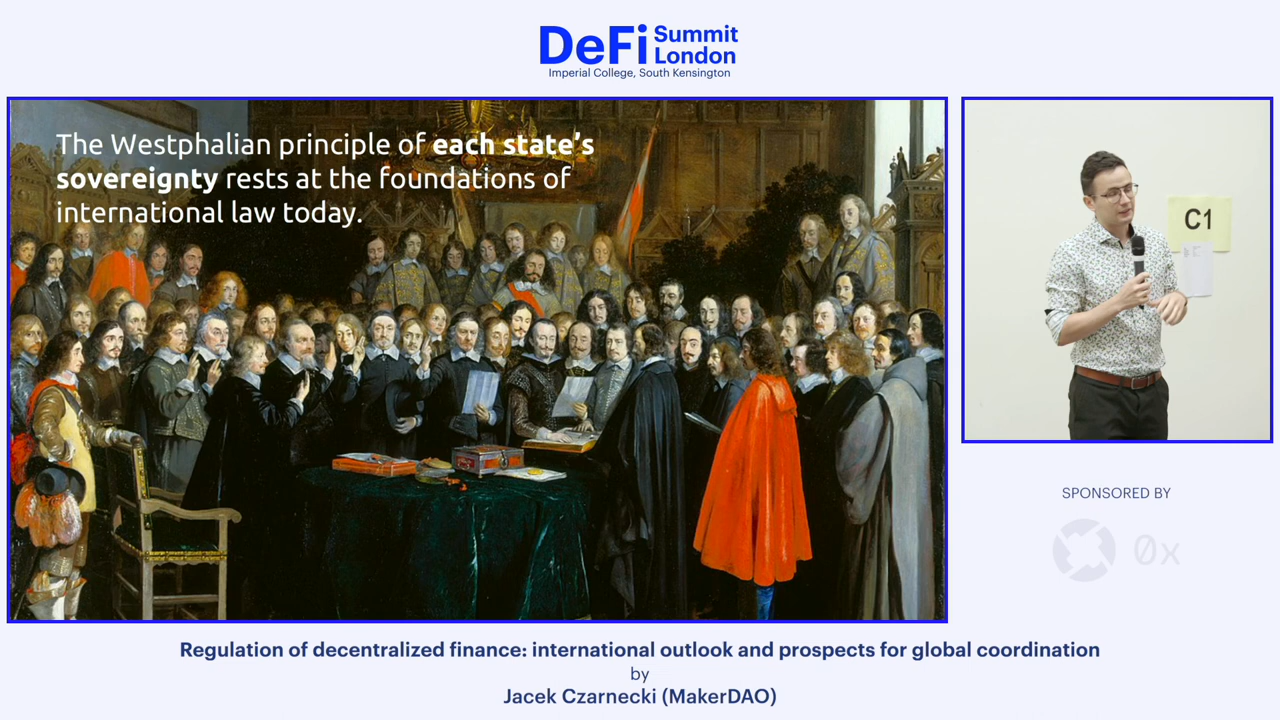 DeFi Summit
London
Imperial College, South Kensington
The Westphalian principle of each state's
sovereignty rests at the foundations of
international law today.
C1
SPONSORED BY
0x
Regulation of decentralized finance: international outlook and prospects for global coordination
by
Jacek Czarnecki (MakerDAO)